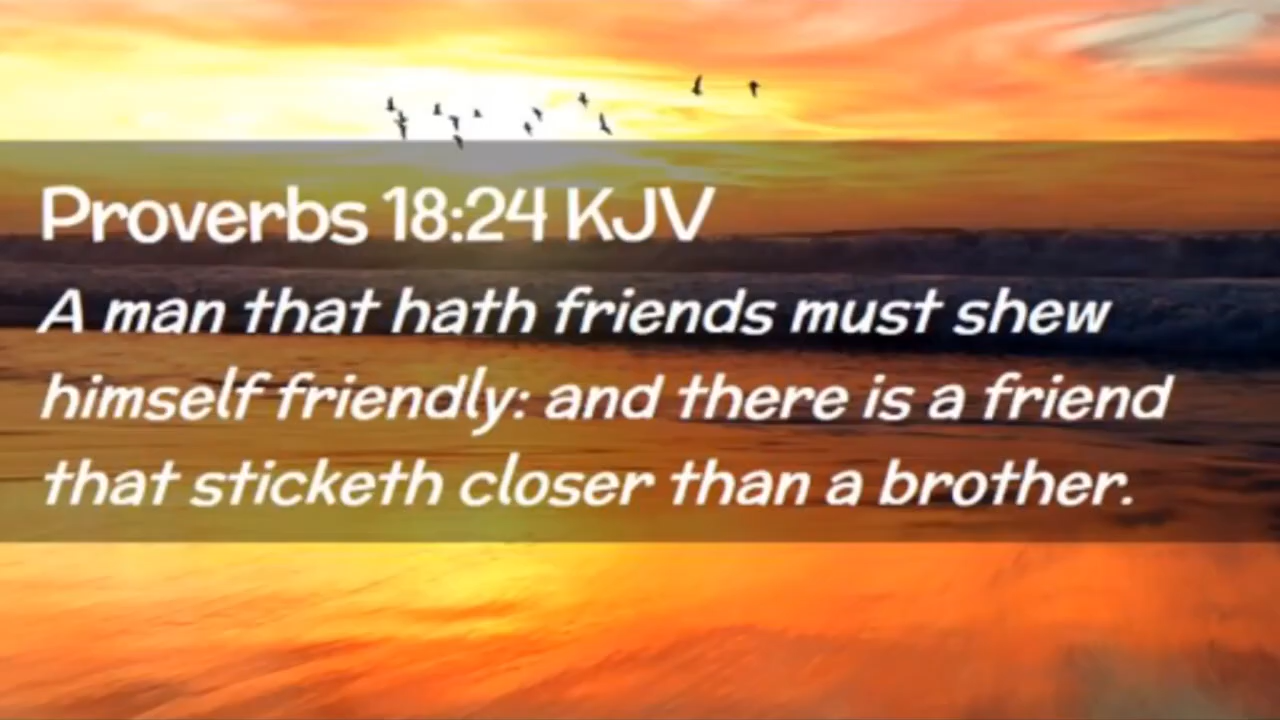 Proverbs 18:24 KJV
A man that hath friends must shew
himself friendly: and there is a friend
that sticketh closer than a brother.